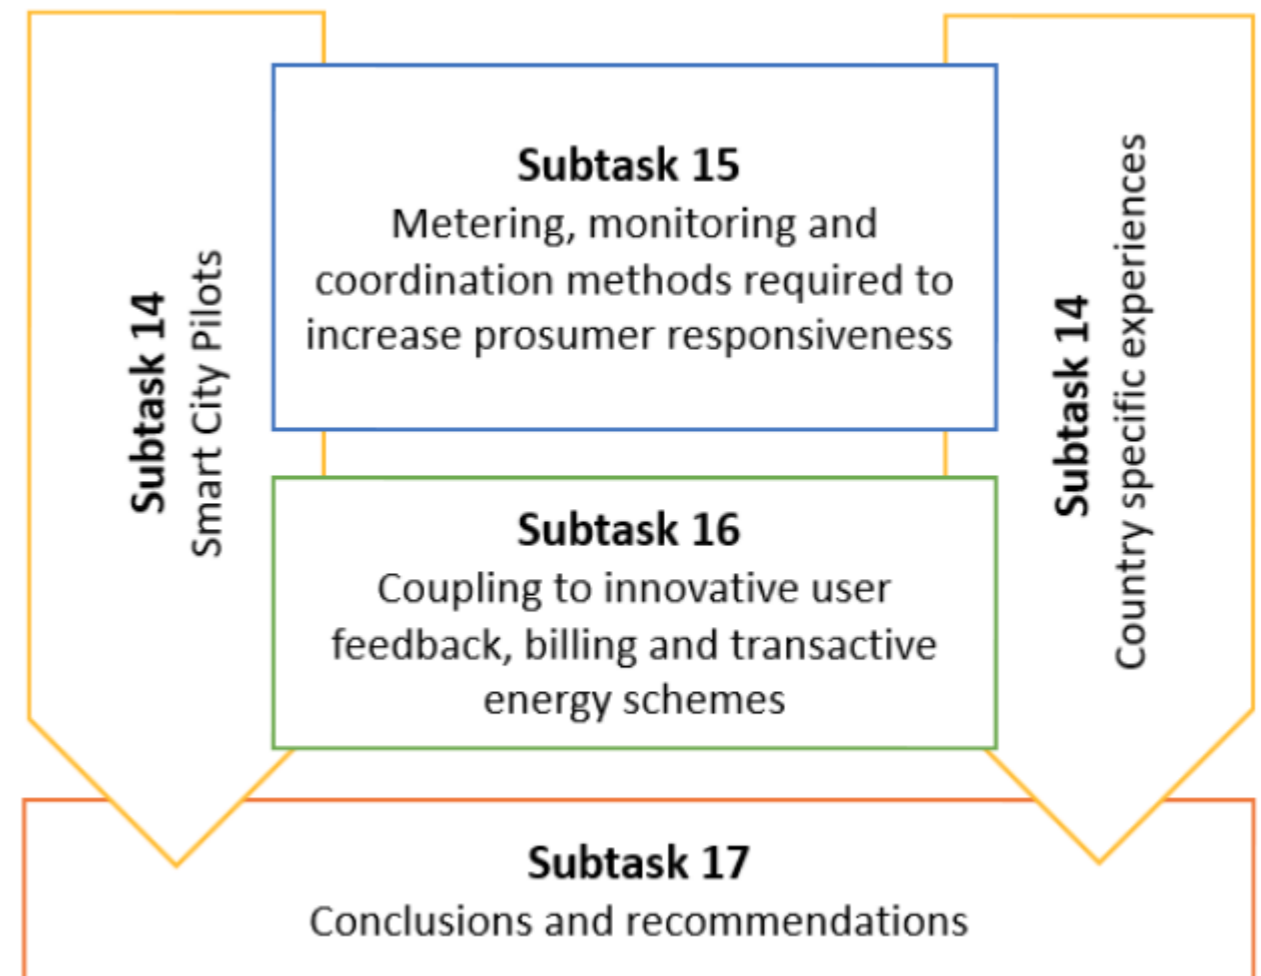 Subtask 14
Smart City Pilots
Subtask 15
Metering, monitoring and
coordination methods required to
increase prosumer responsiveness
Subtask 16
Coupling to innovative user
feedback, billing and transactive
energy schemes
Subtask 14
Country specific experiences
Subtask 17
Conclusions and recommendations